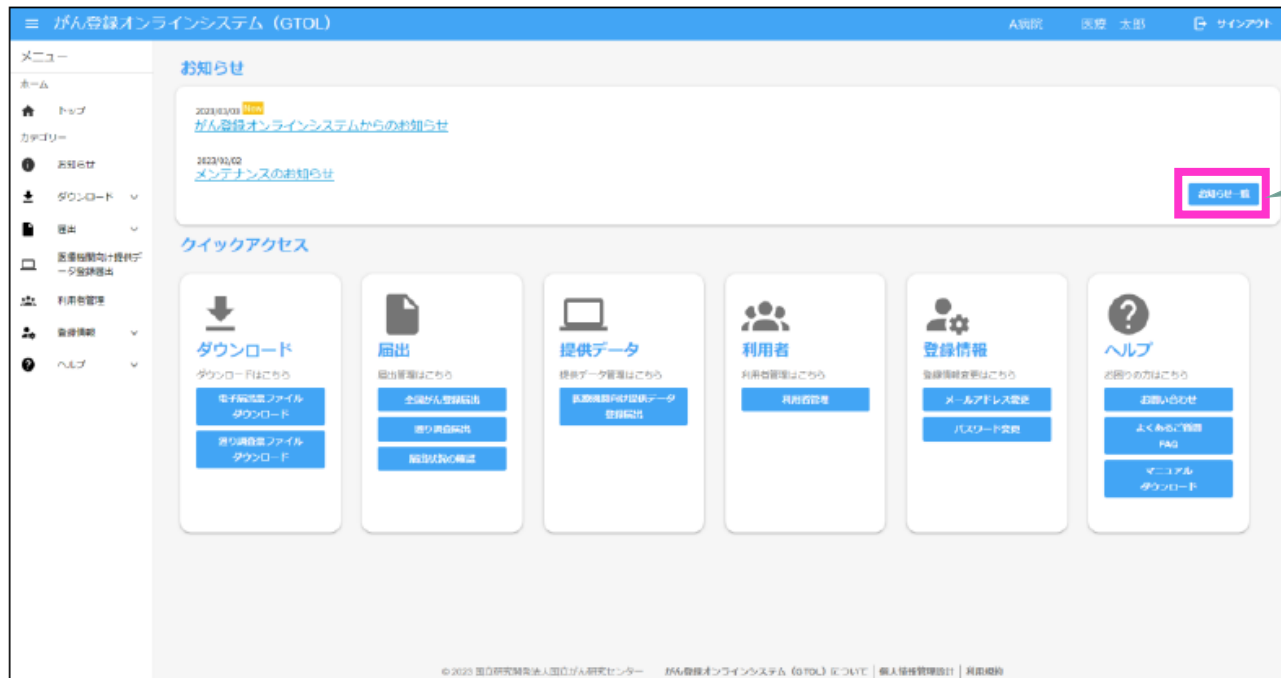 がん登録オンラインシステム（GTOL）
A病院 医療 太郎 サインアウト
メニュー
ホーム
トップ
カテゴリー
お知らせ
ダウンロード
届出
医療機関向け提供デ
ータ登録届出
利用者管理
登録情報
ヘルプ
お知らせ
2023/03/03 New
がん登録オンラインシステムからのお知らせ
2023/02/02
メンテナンスのお知らせ
お知らせ一覧
クイックアクセス
ダウンロード
ダウンロードはこちら
電子届出票ファイル
ダウンロード
遡り調査票ファイル
ダウンロード
届出
届出管理はこちら
全国がん登録届出
遡り調査届出
届出状況の確認
提供データ
提供データ管理はこちら
医療機関向け提供データ
登録届出
利用者
利用者管理はこちら
利用者管理
登録情報
登録情報変更はこちら
メールアドレス変更
パスワード変更
ヘルプ
お困りの方はこちら
お問い合わせ
よくあるご質問
FAQ
マニュアル
ダウンロード
© 2023 国立研究開発法人国立がん研究センター がん登録オンラインシステム（GTOL）について | 個人情報管理設計 | 利用規約